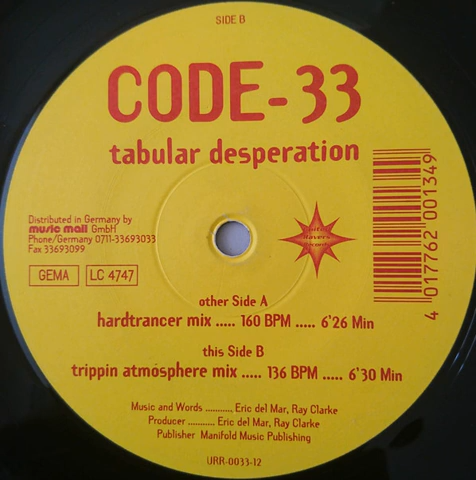 SIDE B
CODE-33
tabular desperation
Distributed in Germany by
music mail GmbH
Phone/Germany 0711-33693033
Fax 33693099
GEMA
LC 4747
Ravers
4 017762 001349
other Side A
hardtrancer mix ..... 160 BPM ..... 6'26 Min
this Side B
trippin atmosphere mix ..... 136 BPM ..... 6'30 Min
Music and Words ........... Eric del Mar, Ray Clarke
Producer ........... Eric del Mar, Ray Clarke
Publisher Manifold Music Publishing
URR-0033-12